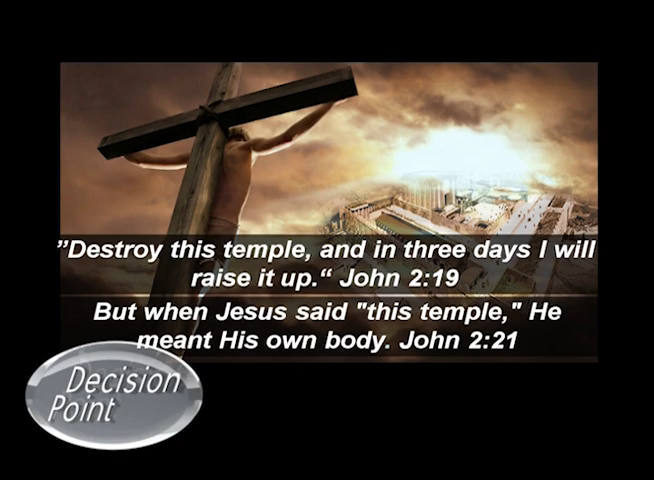 ”Destroy this temple, and in three days I will
raise it up.“ John 2:19
But when Jesus said "this temple," He
meant His own body. John 2:21
Decision
Point